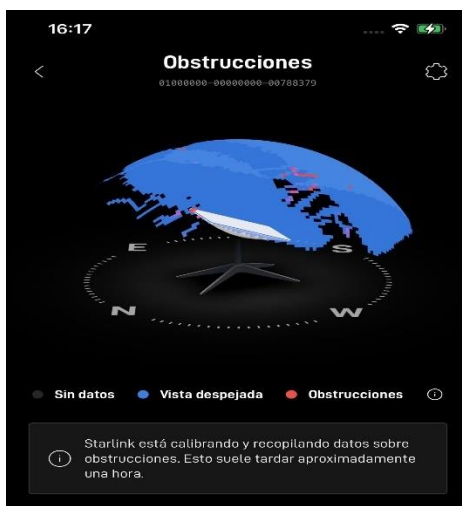 16:17
Obstrucciones
01000000-00000000-00788379
E
S
N
W
Sin datos
Vista despejada
Obstrucciones
Starlink está calibrando y recopilando datos sobre
obstrucciones. Esto suele tardar aproximadamente
una hora.